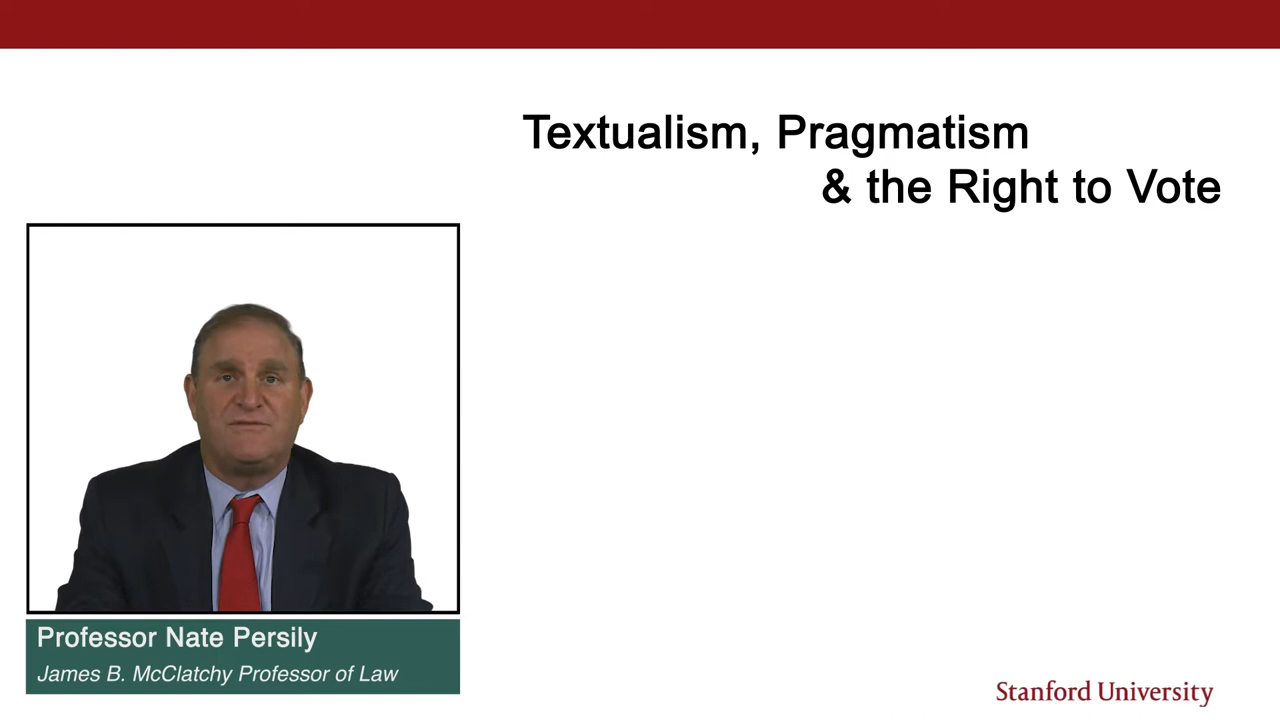 Textualism, Pragmatism
& the Right to Vote
Professor Nate Persily
James B. McClatchy Professor of Law
Stanford University